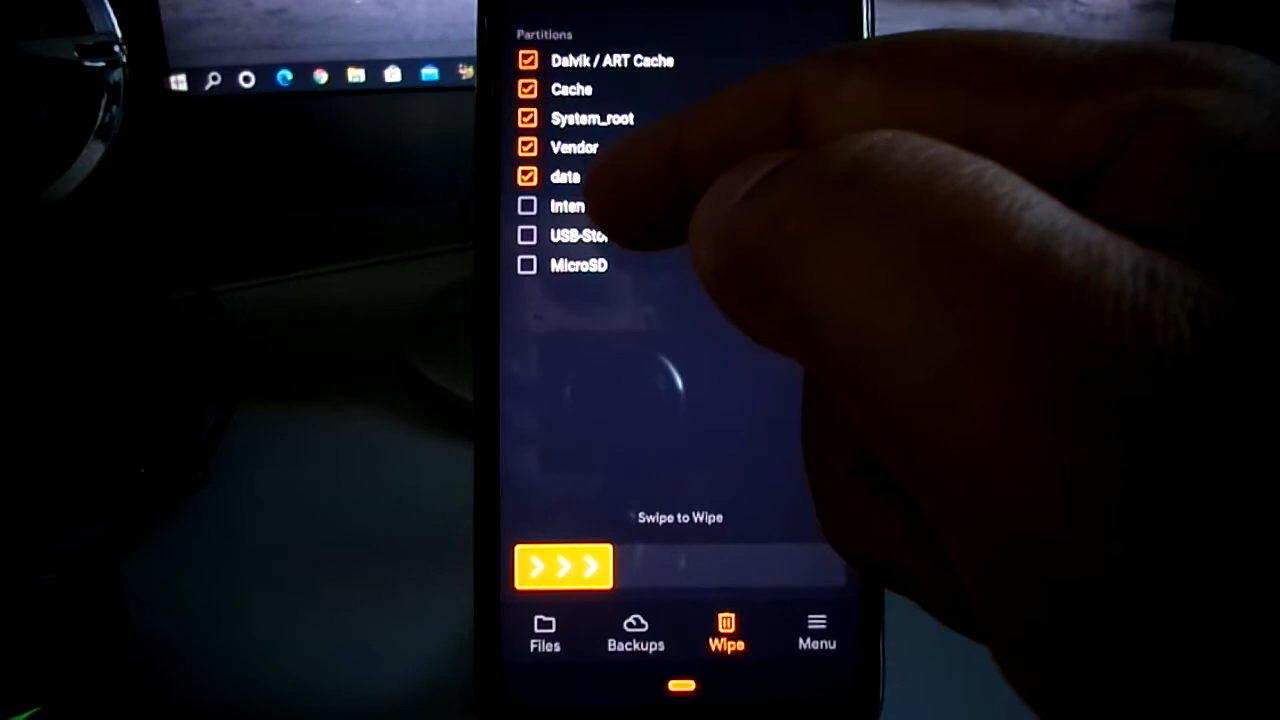 Partitions
Dalvik / ART Cache
Cache
System_root
Vendor
data
MicroSD
Swipe to Wipe
Files
Backups
Wipe
Menu